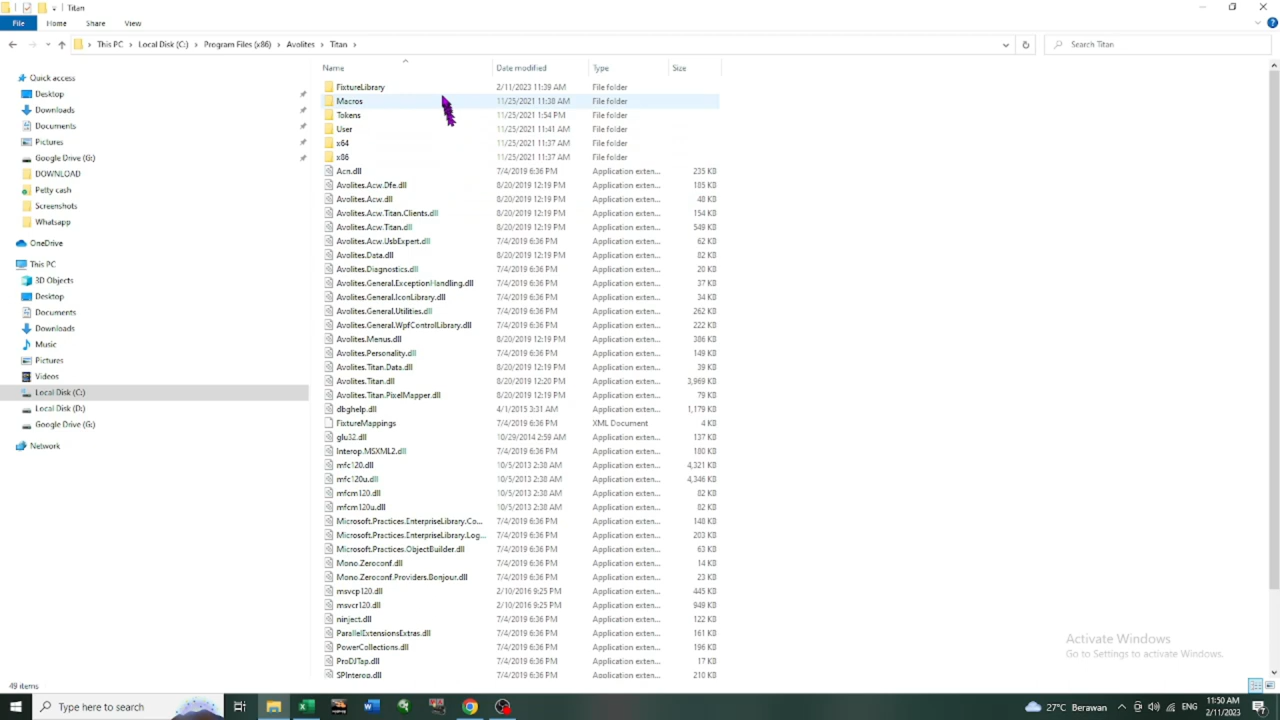 Titan
File Home Share View
This PC > Local Disk (C:) > Program Files (x86) > Avolites > Titan >
Search Titan
Name Date modified Type Size
Quick access
Desktop
Downloads
Documents
Pictures
Google Drive (G:)
DOWNLOAD
Petty cash
Screenshots
Whatsapp
OneDrive
This PC
3D Objects
Desktop
Documents
Downloads
Music
Pictures
Videos
Local Disk (C:)
Local Disk (D:)
Google Drive (G:)
Network
FixtureLibrary 2/11/2023 11:39 AM File folder
Macros 11/25/2021 11:38 AM File folder
Tokens 11/25/2021 1:54 PM File folder
User 11/25/2021 11:41 AM File folder
x64 11/25/2021 11:37 AM File folder
x86 11/25/2021 11:37 AM File folder
Acn.dll 7/4/2019 6:36 PM Application exten... 235 KB
Avolites.Acw.Dfe.dll 8/20/2019 12:19 PM Application exten... 185 KB
Avolites.Acw.dll 8/20/2019 12:19 PM Application exten... 48 KB
Avolites.Acw.Titan.Clients.dll 8/20/2019 12:19 PM Application exten... 154 KB
Avolites.Acw.Titan.dll 8/20/2019 12:19 PM Application exten... 549 KB
Avolites.Acw.UsbExpert.dll 7/4/2019 6:36 PM Application exten... 62 KB
Avolites.Data.dll 8/20/2019 12:19 PM Application exten... 82 KB
Avolites.Diagnostics.dll 7/4/2019 6:36 PM Application exten... 20 KB
Avolites.General.ExceptionHandling.dll 7/4/2019 6:36 PM Application exten... 37 KB
Avolites.General.IconLibrary.dll 7/4/2019 6:36 PM Application exten... 34 KB
Avolites.General.Utilities.dll 7/4/2019 6:36 PM Application exten... 262 KB
Avolites.General.WpfControlLibrary.dll 7/4/2019 6:36 PM Application exten... 222 KB
Avolites.Menus.dll 8/20/2019 12:19 PM Application exten... 386 KB
Avolites.Personality.dll 7/4/2019 6:36 PM Application exten... 149 KB
Avolites.Titan.Data.dll 8/20/2019 12:19 PM Application exten... 39 KB
Avolites.Titan.dll 8/20/2019 12:20 PM Application exten... 3,969 KB
Avolites.Titan.PixelMapper.dll 8/20/2019 12:19 PM Application exten... 79 KB
dbghelp.dll 4/1/2015 3:31 AM Application exten... 1,179 KB
FixtureMappings 7/4/2019 6:36 PM XML Document 4 KB
glu32.dll 10/29/2014 2:59 AM Application exten... 137 KB
Interop.MSXML2.dll 7/4/2019 6:36 PM Application exten... 180 KB
mfc120.dll 10/5/2013 2:38 AM Application exten... 4,321 KB
mfc120u.dll 10/5/2013 2:38 AM Application exten... 4,346 KB
mfcm120.dll 10/5/2013 2:38 AM Application exten... 82 KB
mfcm120u.dll 10/5/2013 2:38 AM Application exten... 82 KB
Microsoft.Practices.EnterpriseLibrary.Co... 7/4/2019 6:36 PM Application exten... 148 KB
Microsoft.Practices.EnterpriseLibrary.Log... 7/4/2019 6:36 PM Application exten... 203 KB
Microsoft.Practices.ObjectBuilder.dll 7/4/2019 6:36 PM Application exten... 63 KB
Mono.Zeroconf.dll 7/4/2019 6:36 PM Application exten... 14 KB
Mono.Zeroconf.Providers.Bonjour.dll 7/4/2019 6:36 PM Application exten... 23 KB
msvcp120.dll 2/10/2016 9:25 PM Application exten... 445 KB
msvcr120.dll 2/10/2016 9:25 PM Application exten... 949 KB
ninject.dll 7/4/2019 6:36 PM Application exten... 122 KB
ParallelExtensionsExtras.dll 7/4/2019 6:36 PM Application exten... 161 KB
PowerCollections.dll 7/4/2019 6:36 PM Application exten... 196 KB
ProDJTap.dll 7/4/2019 6:36 PM Application exten... 17 KB
SPInterop.dll 7/4/2019 6:36 PM Application exten... 210 KB
Activate Windows
Go to Settings to activate Windows.
49 items
Type here to search
27°C Berawan
ENG
11:50 AM
2/11/2023